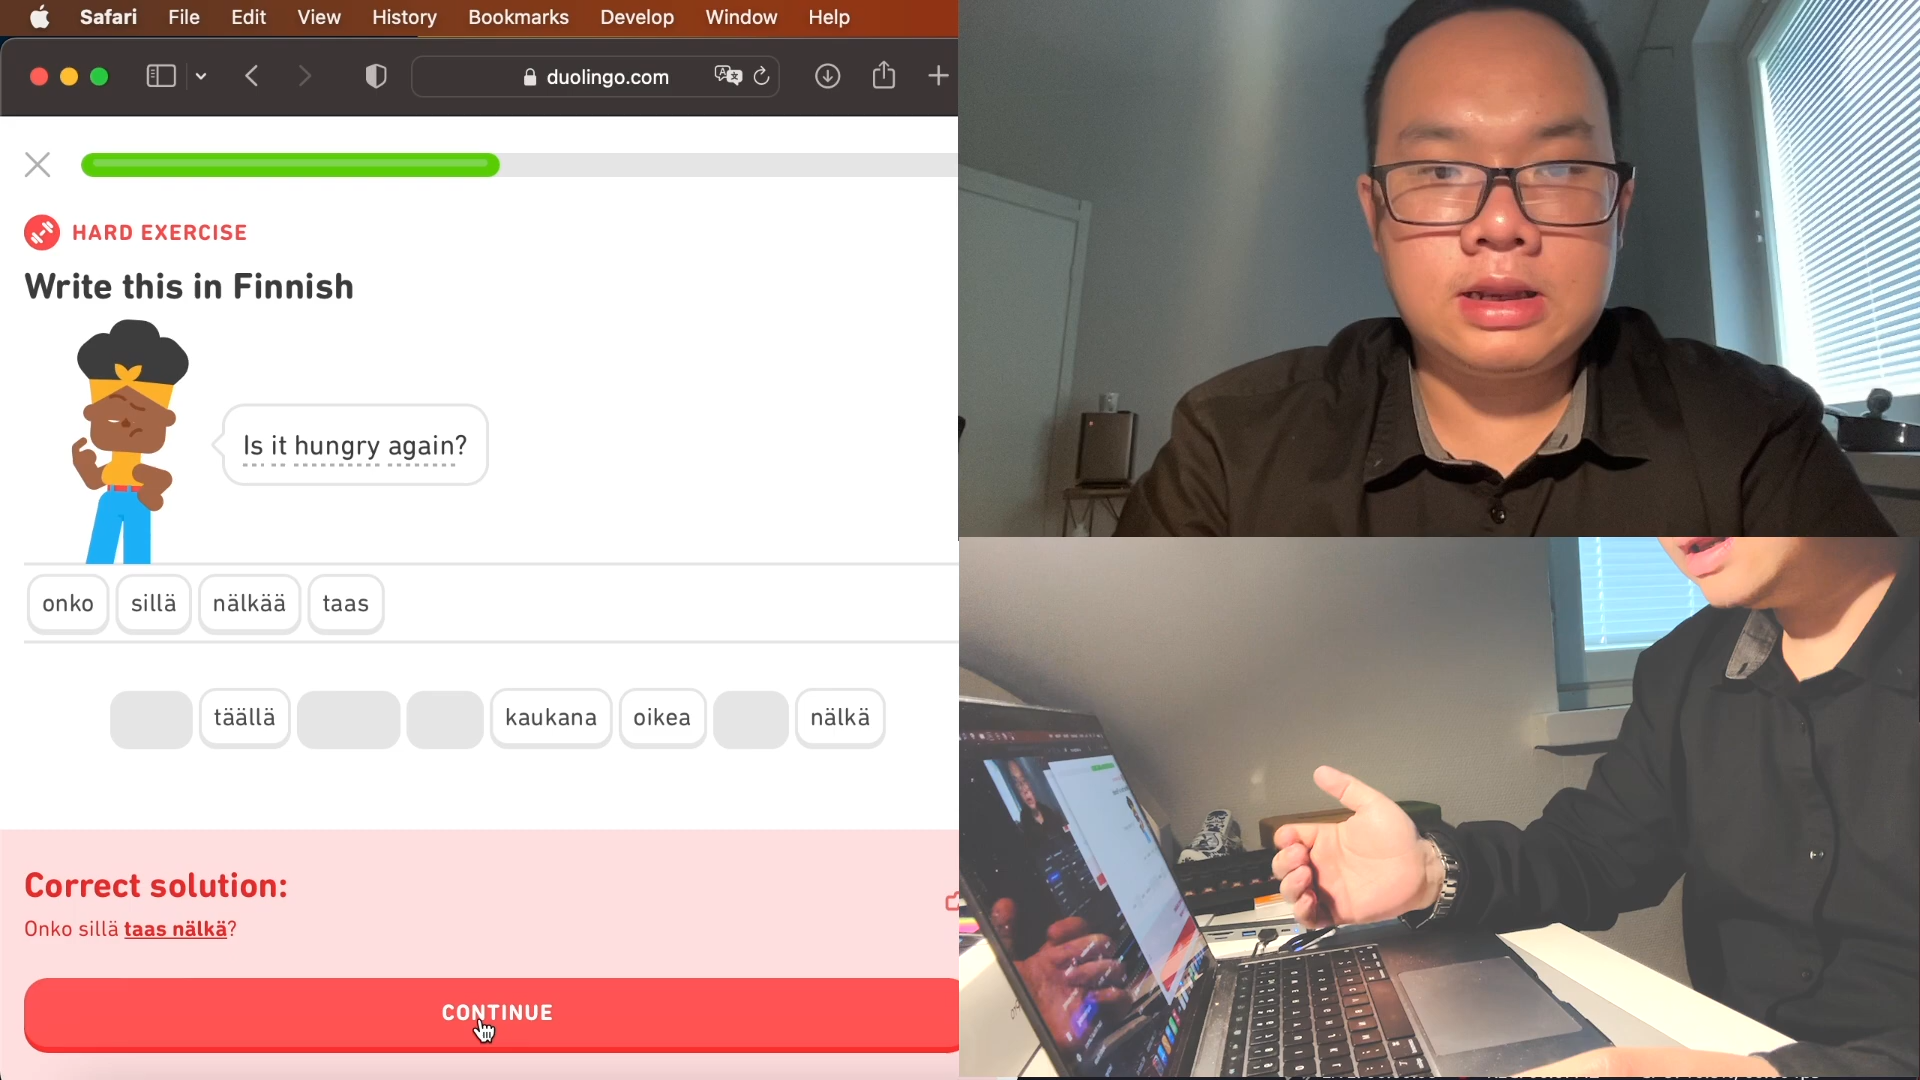 Safari File Edit View History Bookmarks Develop Window Help
duolingo.com
HARD EXERCISE
Write this in Finnish
Is it hungry again?
onko sillä nälkää taas
täällä kaukana oikea nälkä
Correct solution:
Onko sillä taas nälkä?
CONTINUE